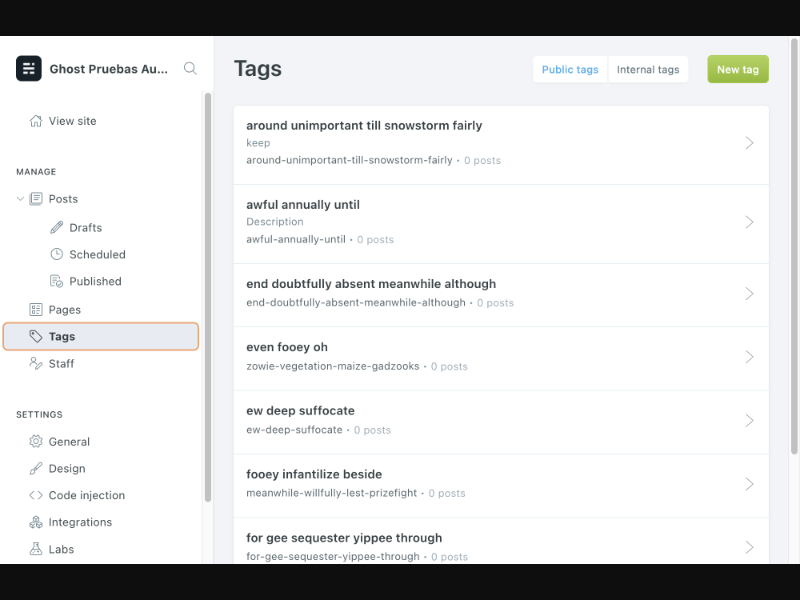 Ghost Pruebas Au...
View site
MANAGE
Posts
Drafts
Scheduled
Published
Pages
Tags
Staff
SETTINGS
General
Design
Code injection
Integrations
Labs
Tags
Public tags
Internal tags
New tag
around unimportant till snowstorm fairly
keep
around-unimportant-till-snowstorm-fairly • 0 posts
awful annually until
Description
awful-annually-until • 0 posts
end doubtfully absent meanwhile although
end-doubtfully-absent-meanwhile-although • 0 posts
even fooey oh
zowie-vegetation-maize-gadzooks • 0 posts
ew deep suffocate
ew-deep-suffocate • 0 posts
fooey infantilize beside
meanwhile-willfully-lest-prizefight • 0 posts
for gee sequester yippee through
for-gee-sequester-yippee-through • 0 posts